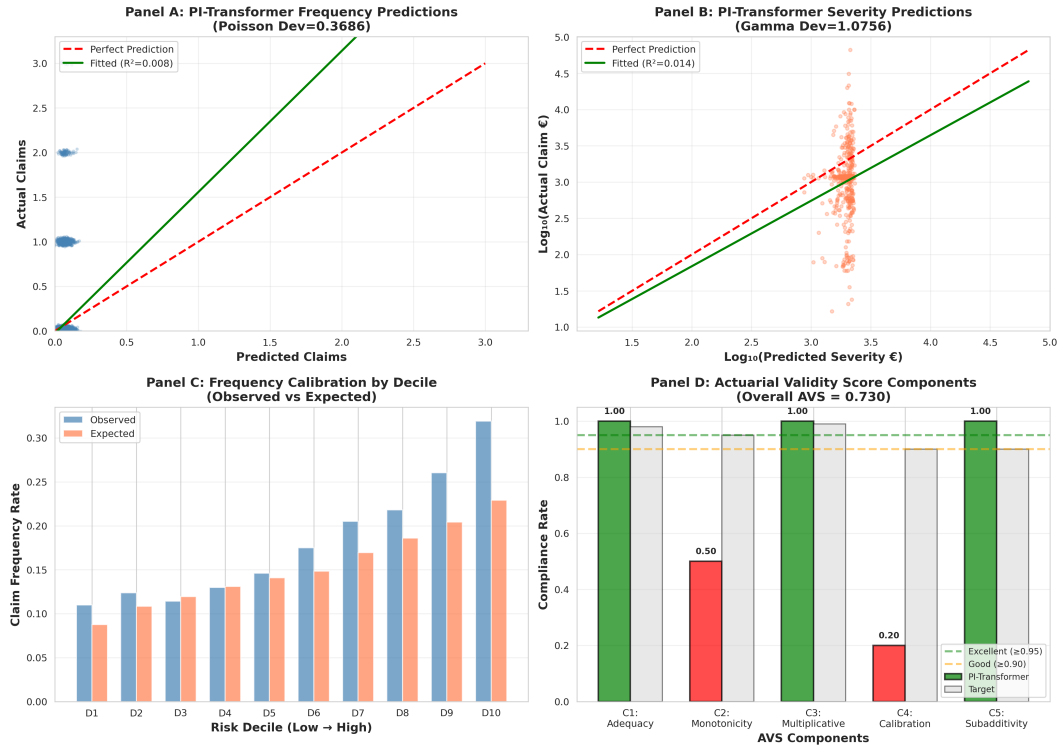 Panel A: PI-Transformer Frequency Predictions
(Poisson Dev=0.3686)
Perfect Prediction
Fitted (R²=0.008)
Actual Claims
3.0
2.5
2.0
1.5
1.0
0.5
0.0
0.0 0.5 1.0 1.5 2.0 2.5 3.0
Predicted Claims
Panel B: PI-Transformer Severity Predictions
(Gamma Dev=1.0756)
Perfect Prediction
Fitted (R²=0.014)
Log₁₀(Actual Claim €)
5.0
4.5
4.0
3.5
3.0
2.5
2.0
1.5
1.0
1.5 2.0 2.5 3.0 3.5 4.0 4.5 5.0
Log₁₀(Predicted Severity €)
Panel C: Frequency Calibration by Decile
(Observed vs Expected)
Observed
Expected
Claim Frequency Rate
0.30
0.25
0.20
0.15
0.10
0.05
0.00
D1 D2 D3 D4 D5 D6 D7 D8 D9 D10
Risk Decile (Low → High)
Panel D: Actuarial Validity Score Components
(Overall AVS = 0.730)
1.00 1.00 1.00
0.50
0.20
Compliance Rate
1.0
0.8
0.6
0.4
0.2
0.0
Excellent (≥0.95)
Good (≥0.90)
PI-Transformer
Target
C1: C2: C3: C4: C5:
Adequacy Monotonicity Multiplicative Calibration Subadditivity
AVS Components